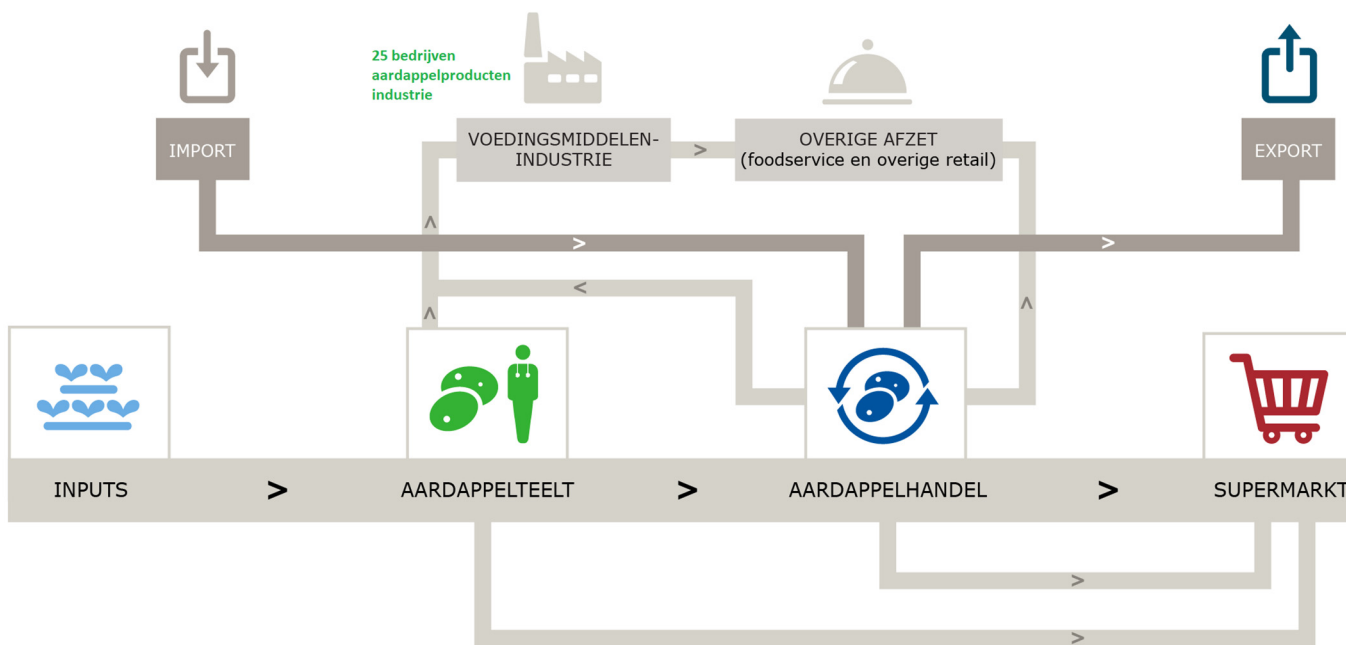 25 bedrijven
aardappelproducten
industrie
IMPORT
VOEDINGSMIDDELEN-
INDUSTRIE
>
OVERIGE AFZET
(foodservice en overige retail)
EXPORT
>
>
<
INPUTS
>
AARDAPPELTEELT
>
AARDAPPELHANDEL
>
SUPERMARKT
>
>